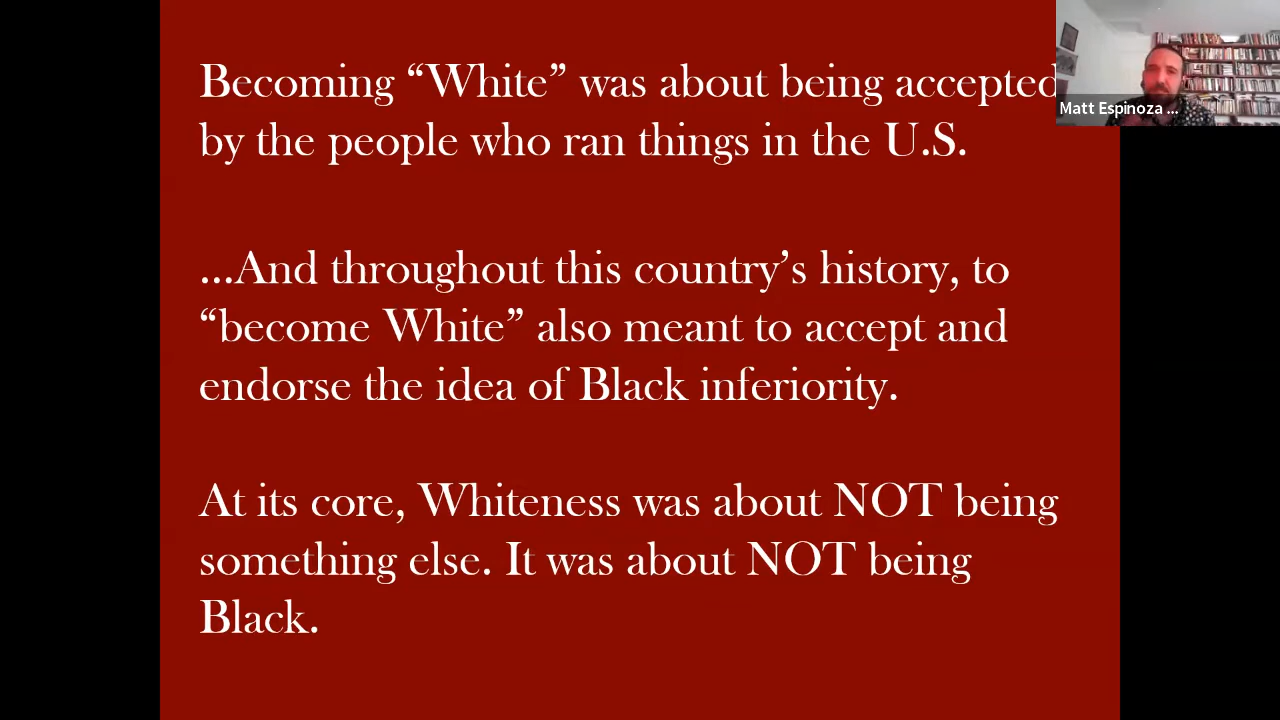 Becoming “White” was about being accepted
by the people who ran things in the U.S.
...And throughout this country’s history, to
“become White” also meant to accept and
endorse the idea of Black inferiority.
At its core, Whiteness was about NOT being
something else. It was about NOT being
Black.
Matt Espinoza ...